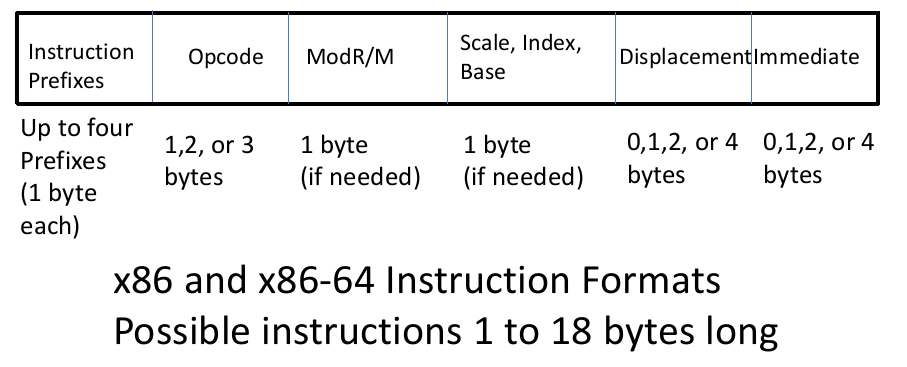 Instruction
Prefixes
Opcode
ModR/M
Scale, Index,
Base
Displacement
Immediate
Up to four
Prefixes
(1 byte
each)
1,2, or 3
bytes
1 byte
(if needed)
1 byte
(if needed)
0,1,2, or 4
bytes
0,1,2, or 4
bytes
x86 and x86-64 Instruction Formats
Possible instructions 1 to 18 bytes long